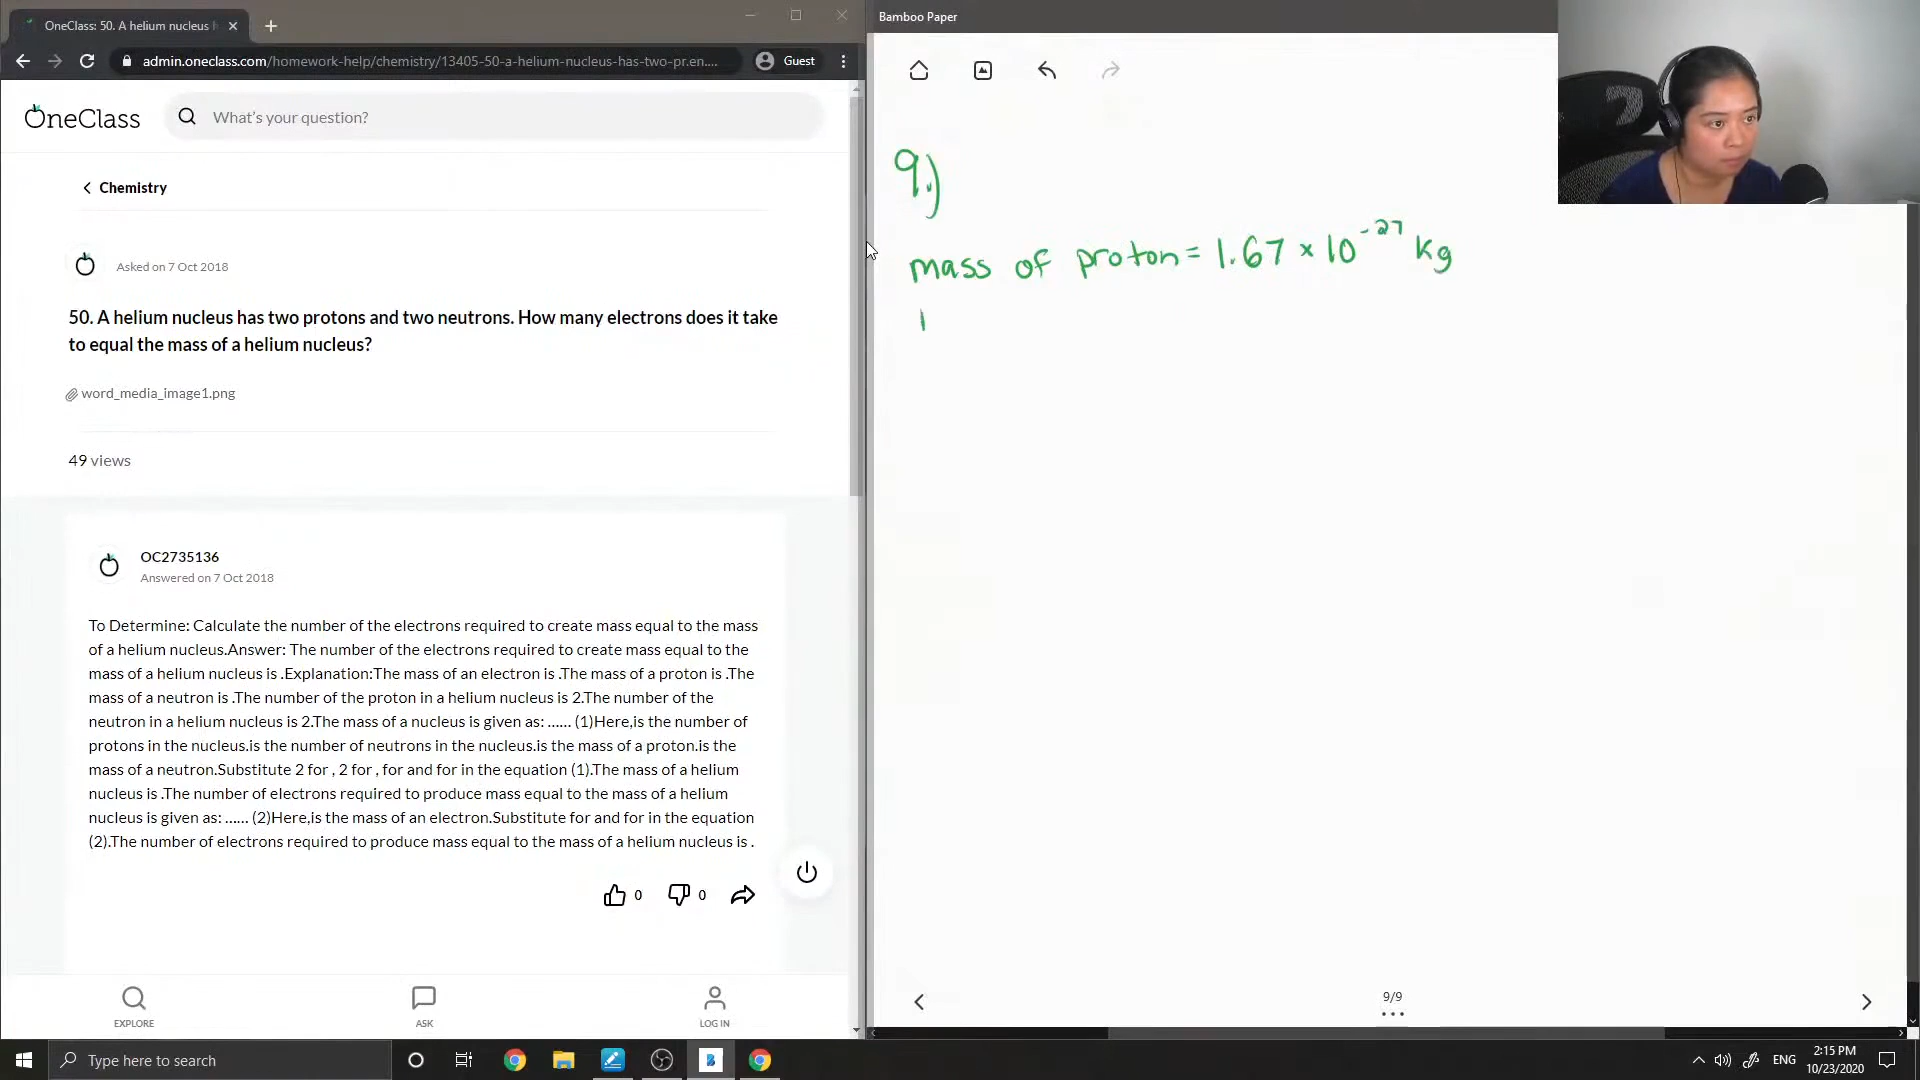 OneClass: 50. A helium nucleus h
Bamboo Paper
admin.oneclass.com/homework-help/chemistry/13405-50-a-helium-nucleus-has-two-pr.en....
Guest
OneClass
What's your question?
Chemistry
Asked on 7 Oct 2018
50. A helium nucleus has two protons and two neutrons. How many electrons does it take
to equal the mass of a helium nucleus?
word_media_image1.png
49 views
OC2735136
Answered on 7 Oct 2018
To Determine: Calculate the number of the electrons required to create mass equal to the mass
of a helium nucleus.Answer: The number of the electrons required to create mass equal to the
mass of a helium nucleus is .Explanation:The mass of an electron is .The mass of a proton is .The
mass of a neutron is .The number of the proton in a helium nucleus is 2.The number of the
neutron in a helium nucleus is 2.The mass of a nucleus is given as: ...... (1)Here,is the number of
protons in the nucleus.is the number of neutrons in the nucleus.is the mass of a proton.is the
mass of a neutron.Substitute 2 for , 2 for , for and for in the equation (1).The mass of a helium
nucleus is .The number of electrons required to produce mass equal to the mass of a helium
nucleus is given as: ...... (2)Here,is the mass of an electron.Substitute for and for in the equation
(2).The number of electrons required to produce mass equal to the mass of a helium nucleus is .
0
0
EXPLORE
ASK
LOG IN
9.)
mass of proton = 1.67 × 10⁻²⁷ kg
9/9
Type here to search
ENG
2:15 PM
10/23/2020